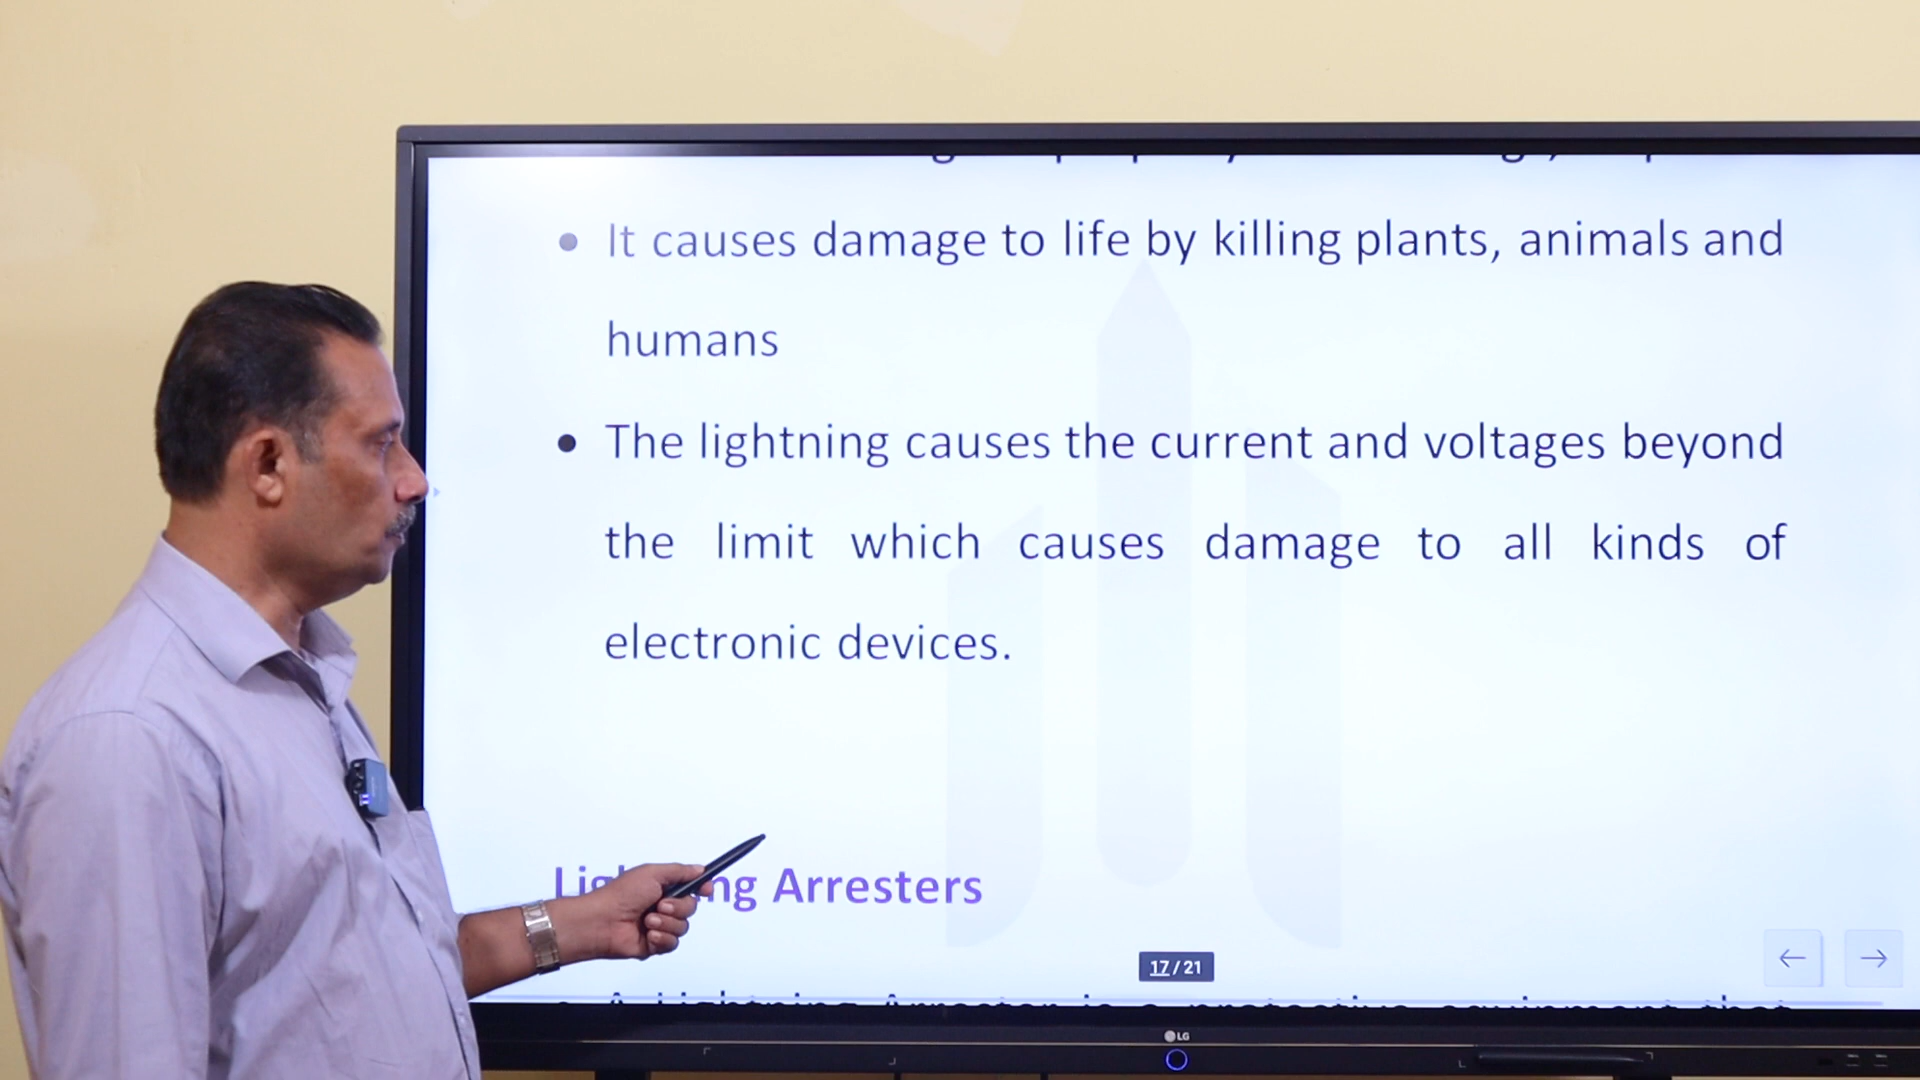 • It causes damage to life by killing plants, animals and
humans
• The lightning causes the current and voltages beyond
the limit which causes damage to all kinds of
electronic devices.
Arresters
17/21
LG